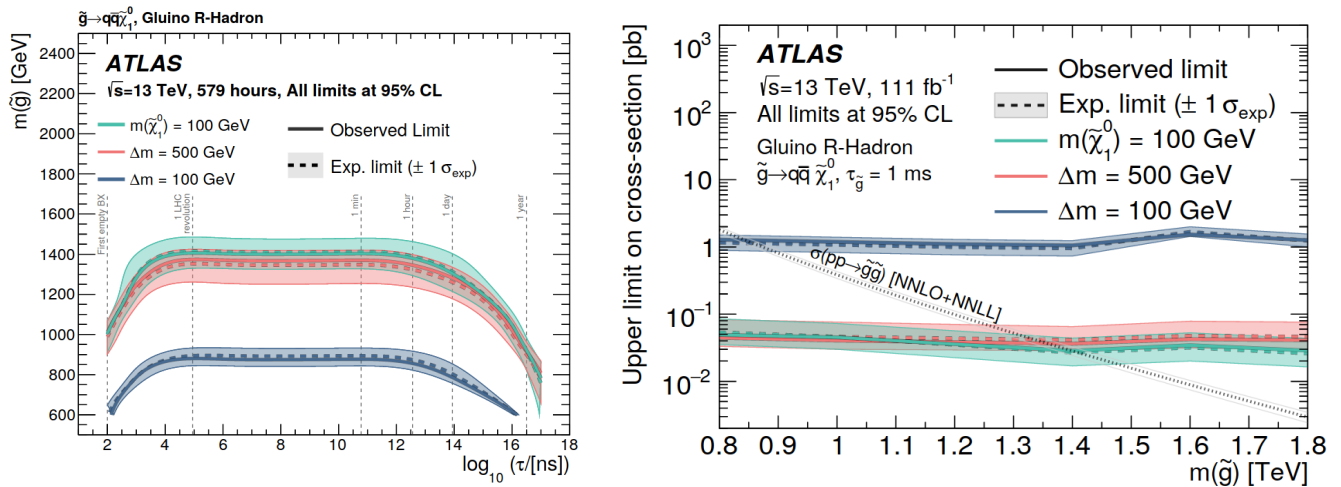 g̃→qq̄χ̃₁⁰, Gluino R-Hadron
m(g̃) [GeV]
2400
2200
2000
1800
1600
1400
1200
1000
800
600
ATLAS
√s=13 TeV, 579 hours, All limits at 95% CL
m(χ̃₁⁰) = 100 GeV
Δm = 500 GeV
Δm = 100 GeV
Observed Limit
Exp. limit (± 1 σexp)
First empty BX
1 LHC
revolution
1 min
1 hour
1 day
1 year
0 2 4 6 8 10 12 14 16 18
log₁₀ (τ/[ns])
Upper limit on cross-section [pb]
10³
10²
10
1
10⁻¹
10⁻²
ATLAS
√s=13 TeV, 111 fb⁻¹
All limits at 95% CL
Gluino R-Hadron
g̃→qq̄ χ̃₁⁰, τg̃ = 1 ms
Observed limit
Exp. limit (± 1 σexp)
m(χ̃₁⁰) = 100 GeV
Δm = 500 GeV
Δm = 100 GeV
σ(pp→g̃g̃) [NNLO+NNLL]
0.8 0.9 1 1.1 1.2 1.3 1.4 1.5 1.6 1.7 1.8
m(g̃) [TeV]